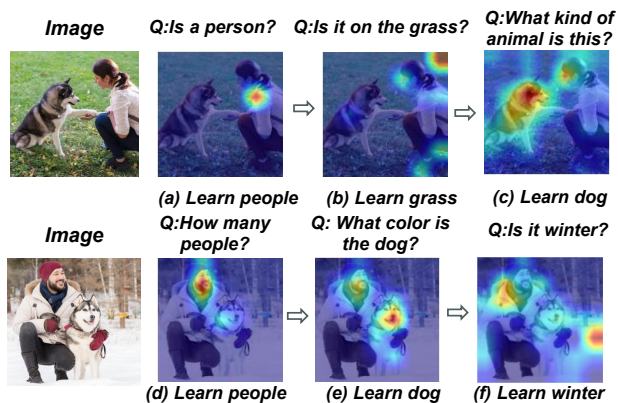 Image
Q:Is a person?
Q:Is it on the grass?
Q:What kind of
animal is this?
(a) Learn people
(b) Learn grass
(c) Learn dog
Image
Q:How many
people?
Q: What color is
the dog?
Q:Is it winter?
(d) Learn people
(e) Learn dog
(f) Learn winter